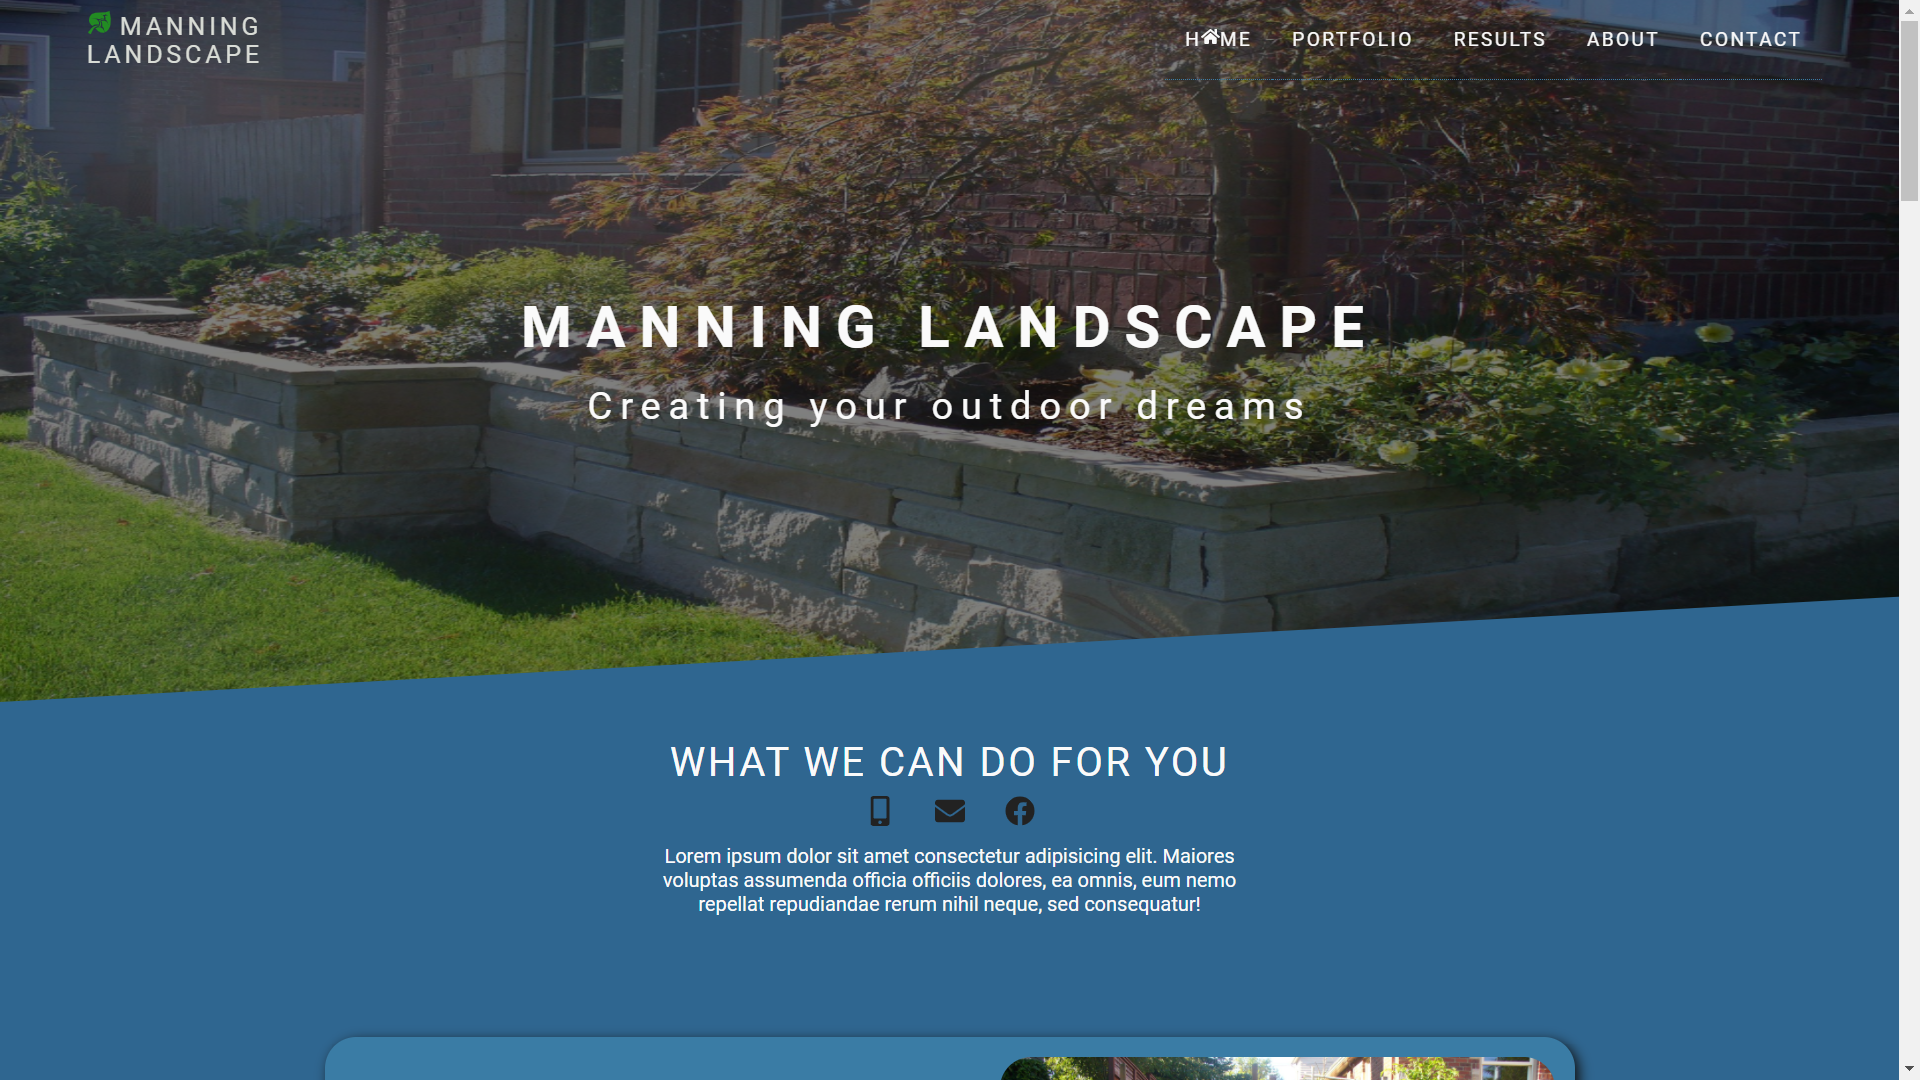 MANNING
LANDSCAPE
HOME PORTFOLIO RESULTS ABOUT CONTACT
MANNING LANDSCAPE
Creating your outdoor dreams
WHAT WE CAN DO FOR YOU
Lorem ipsum dolor sit amet consectetur adipisicing elit. Maiores
voluptas assumenda officia officiis dolores, ea omnis, eum nemo
repellat repudiandae rerum nihil neque, sed consequatur!